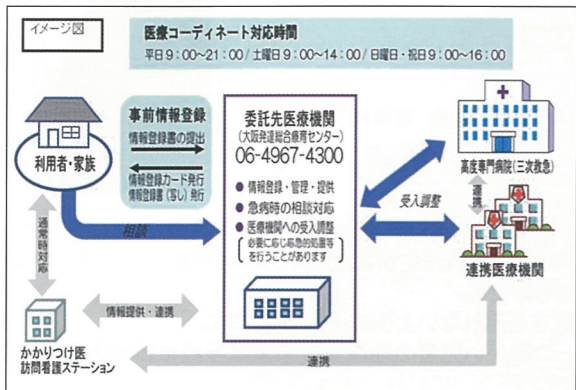 イメージ図
医療コーディネート対応時間
平日9:00~21:00/土曜日9:00~14:00/日曜日・祝日9:00~16:00
事前情報登録
情報登録書の提出
情報登録カード発行
情報登録書(写し)発行
利用者・家族
相談
委託先医療機関
(大阪発達総合療育センター)
06-4967-4300
● 情報登録・管理・提供
● 急病時の相談対応
● 医療機関への受入調整
必要に応じ応急的処置等
を行うことがあります
高度専門病院(三次救急)
連携
受入調整
連携医療機関
通常時対応
情報提供・連携
かかりつけ医
訪問看護ステーション
連携